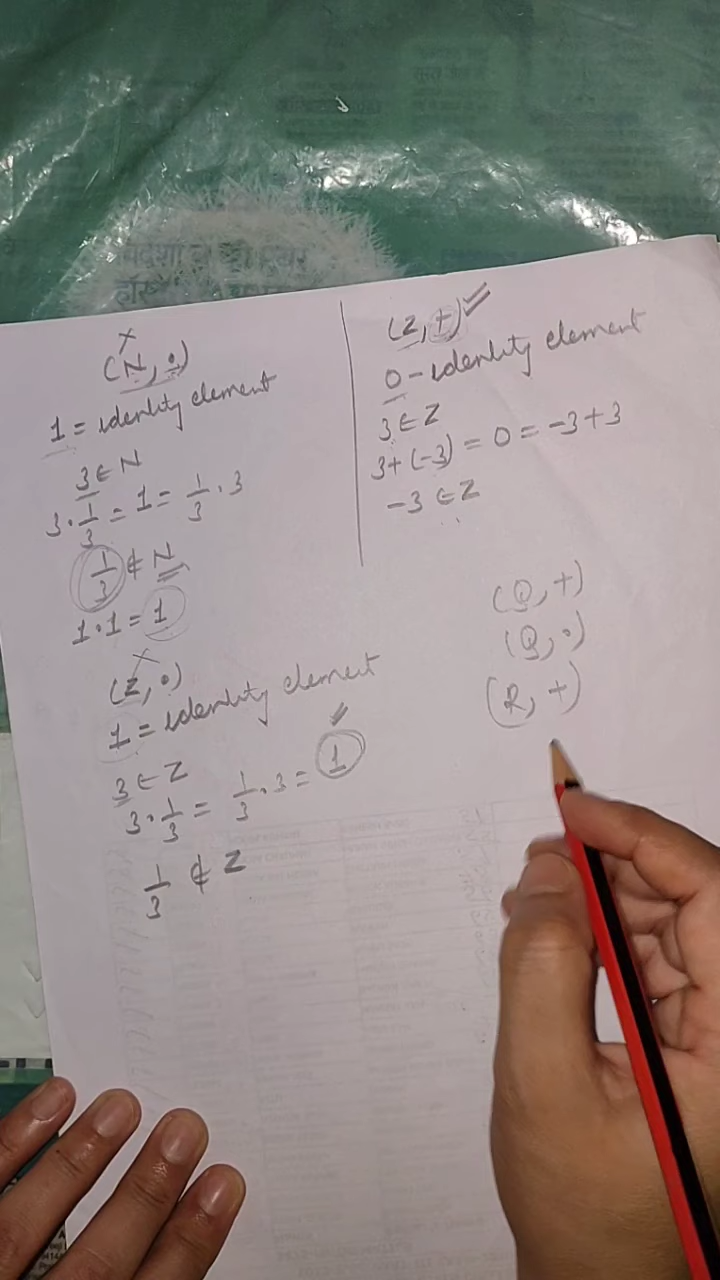 (N, •)
1 = identity element
3 ∈ N
3 • 1/3 = 1 = 1/3 • 3
1/3 ∉ N
1 • 1 = 1
(Z, •)
1 = identity element
3 ∈ Z
3 • 1/3 = 1/3 • 3 = 1
1/3 ∉ Z
(Z, +)
0 - identity element
3 ∈ Z
3 + (-3) = 0 = -3 + 3
-3 ∈ Z
(Q, +)
(Q, •)
(R, +)